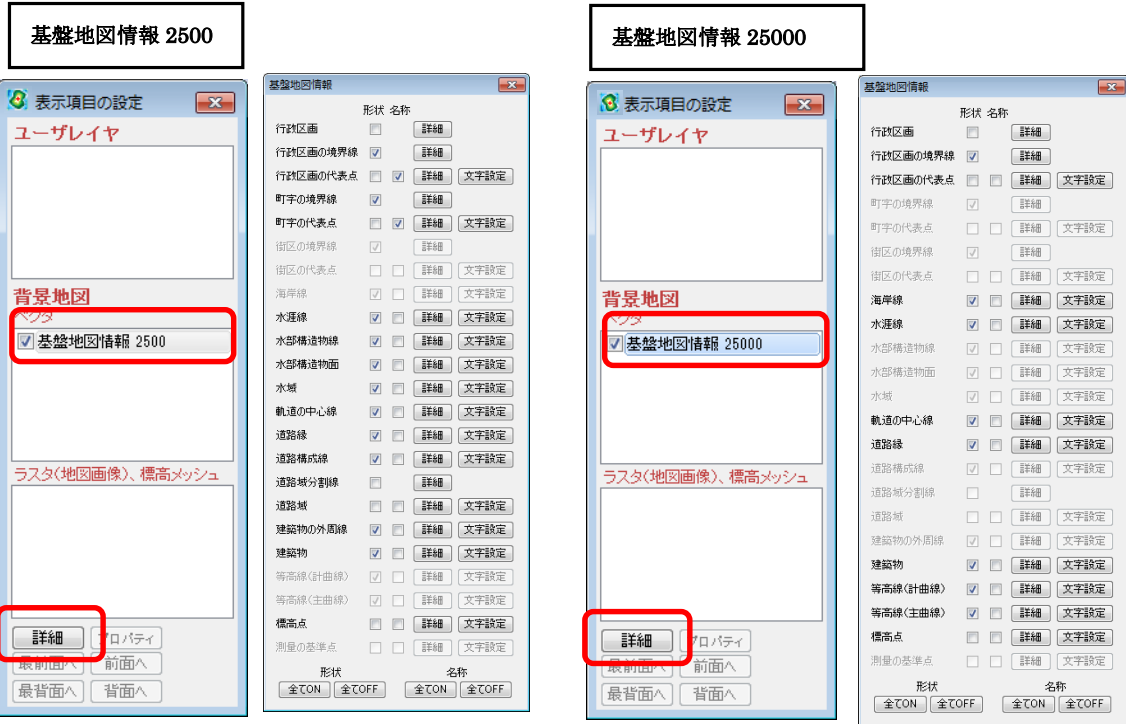 基盤地図情報 2500
表示項目の設定
ユーザレイヤ
背景地図
ベクタ
基盤地図情報 2500
ラスタ(地図画像)、標高メッシュ
詳細 プロパティ
最前面へ 前面へ
最背面へ 背面へ
基盤地図情報
形状 名称
行政区画 詳細
行政区画の境界線 詳細
行政区画の代表点 詳細 文字設定
町字の境界線 詳細
町字の代表点 詳細 文字設定
街区の境界線 詳細
街区の代表点 詳細 文字設定
海岸線 詳細 文字設定
水涯線 詳細 文字設定
水部構造物線 詳細 文字設定
水部構造物面 詳細 文字設定
水域 詳細 文字設定
軌道の中心線 詳細 文字設定
道路縁 詳細 文字設定
道路構成線 詳細 文字設定
道路域分割線 詳細
道路域 詳細 文字設定
建築物の外周線 詳細 文字設定
建築物 詳細 文字設定
等高線(計曲線) 詳細 文字設定
等高線(主曲線) 詳細 文字設定
標高点 詳細 文字設定
測量の基準点 詳細 文字設定
形状 名称
全てON 全てOFF 全てON 全てOFF
基盤地図情報 25000
表示項目の設定
ユーザレイヤ
背景地図
ベクタ
基盤地図情報 25000
ラスタ(地図画像)、標高メッシュ
詳細 プロパティ
最前面へ 前面へ
最背面へ 背面へ
基盤地図情報
形状 名称
行政区画 詳細
行政区画の境界線 詳細
行政区画の代表点 詳細 文字設定
町字の境界線 詳細
町字の代表点 詳細 文字設定
街区の境界線 詳細
街区の代表点 詳細 文字設定
海岸線 詳細 文字設定
水涯線 詳細 文字設定
水部構造物線 詳細 文字設定
水部構造物面 詳細 文字設定
水域 詳細 文字設定
軌道の中心線 詳細 文字設定
道路縁 詳細 文字設定
道路構成線 詳細 文字設定
道路域分割線 詳細
道路域 詳細 文字設定
建築物の外周線 詳細 文字設定
建築物 詳細 文字設定
等高線(計曲線) 詳細 文字設定
等高線(主曲線) 詳細 文字設定
標高点 詳細 文字設定
測量の基準点 詳細 文字設定
形状 名称
全てON 全てOFF 全てON 全てOFF